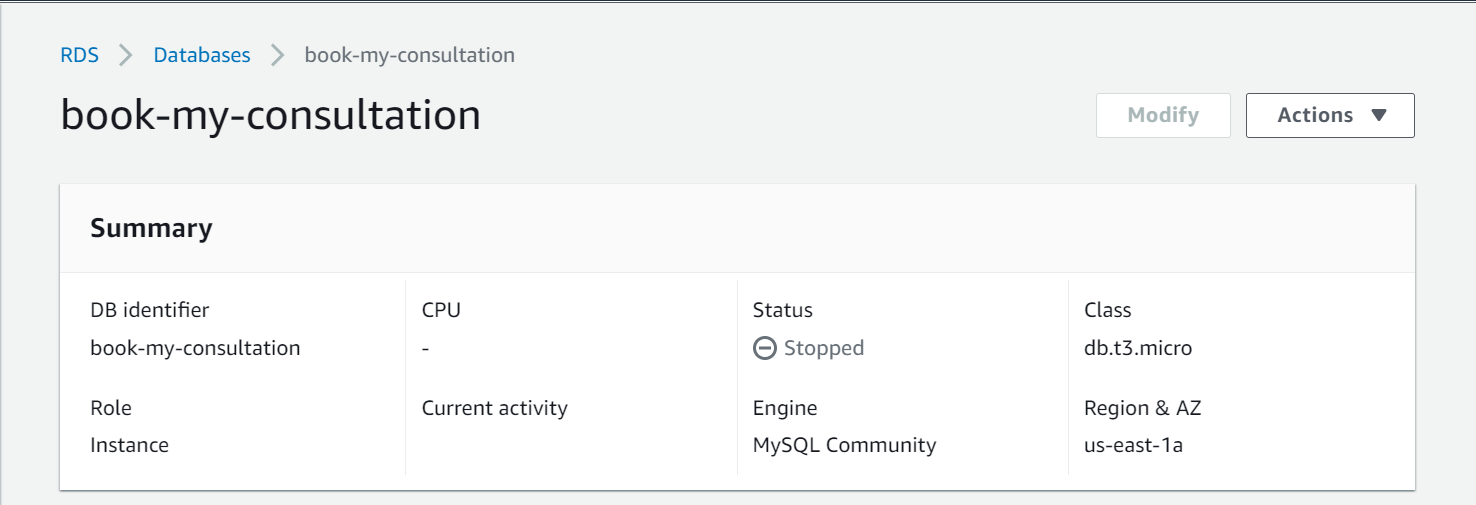 RDS > Databases > book-my-consultation
book-my-consultation
Modify
Actions ▼
Summary
DB identifier
book-my-consultation
CPU
-
Status
Stopped
Class
db.t3.micro
Role
Instance
Current activity
Engine
MySQL Community
Region & AZ
us-east-1a